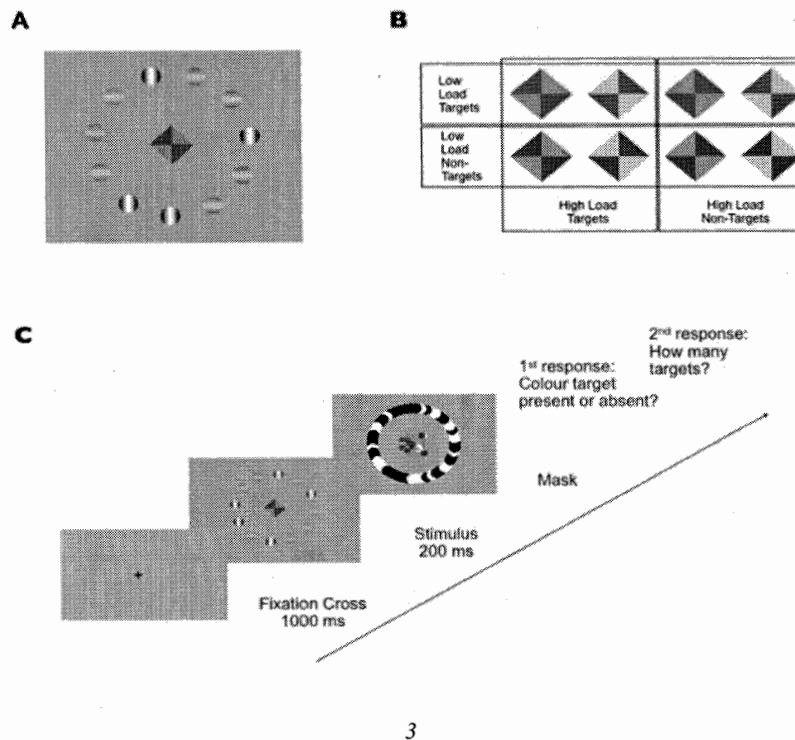 A
B
Low
Load
Targets
Low
Load
Non-
Targets
High Load
Targets
High Load
Non-Targets
C
2nd response:
How many
targets?
1st response:
Colour target
present or absent?
Mask
Stimulus
200 ms
Fixation Cross
1000 ms
3